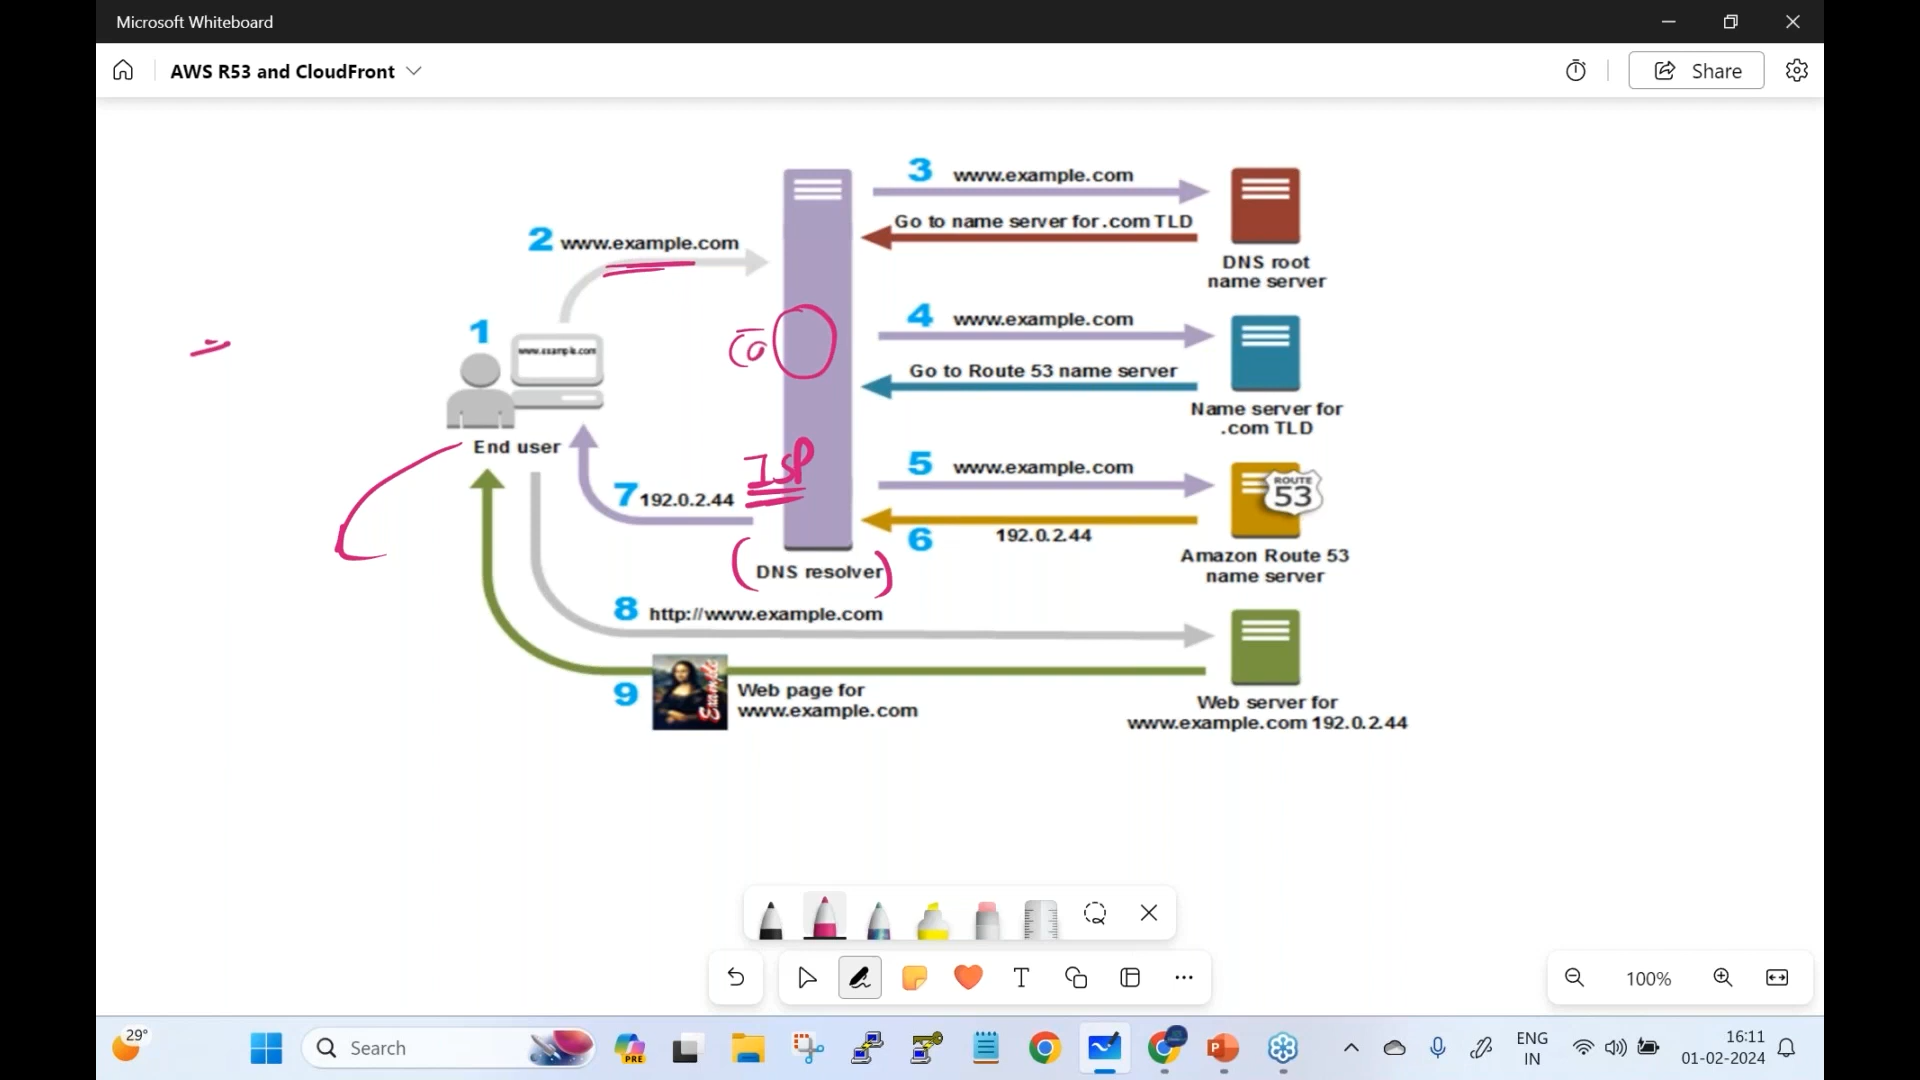 Microsoft Whiteboard
AWS R53 and CloudFront
Share
3 www.example.com
Go to name server for .com TLD
DNS root
name server
2 www.example.com
1
www.example.com
End user
4 www.example.com
Go to Route 53 name server
Name server for
.com TLD
ISP
5 www.example.com
ROUTE
53
7 192.0.2.44
6 192.0.2.44
Amazon Route 53
name server
(DNS resolver)
8 http://www.example.com
9
Example
Web page for
www.example.com
Web server for
www.example.com 192.0.2.44
T
100%
29°
Search
PRE
ENG
IN
16:11
01-02-2024